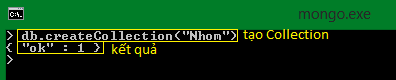 C:\. mongo.exe
> db.createCollection("Nhom") tạo Collection
{ "ok" : 1 } kết quả
>